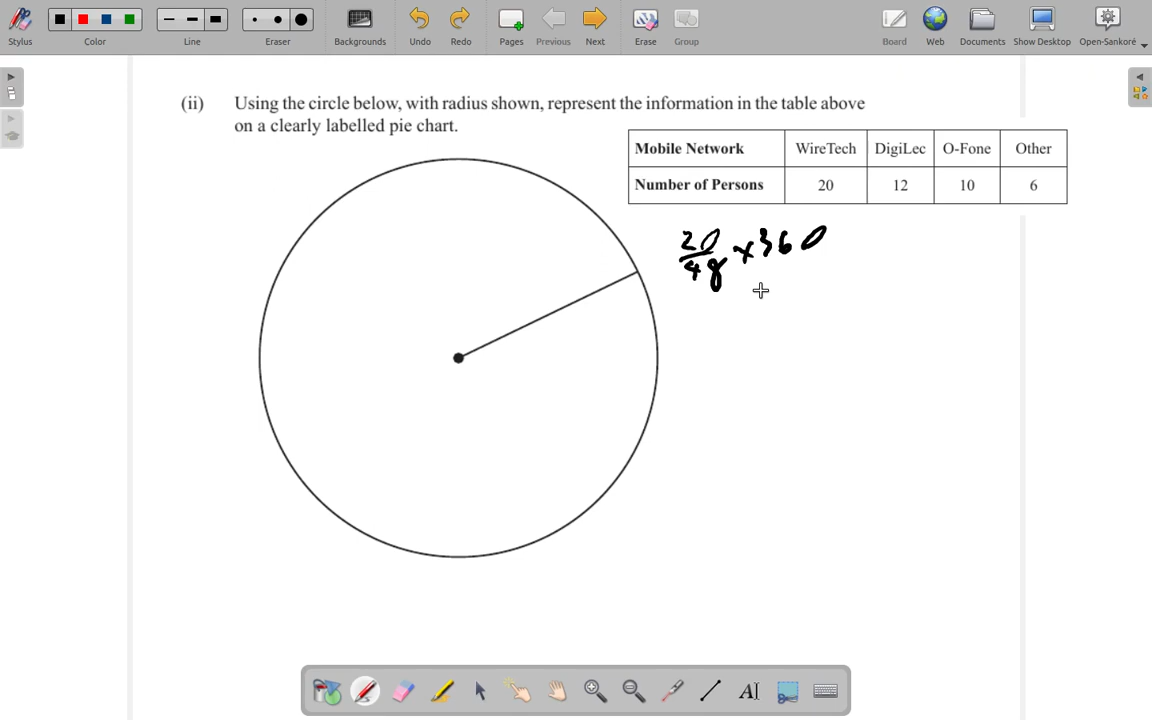 Stylus
Color
Line
Eraser
Backgrounds
Undo
Redo
Pages
Previous
Next
Erase
Group
Board
Web
Documents
Show Desktop
Open-Sankoré
(ii) Using the circle below, with radius shown, represent the information in the table above
on a clearly labelled pie chart.
Mobile Network WireTech DigiLec O-Fone Other
Number of Persons 20 12 10 6
20/48 × 360
AI